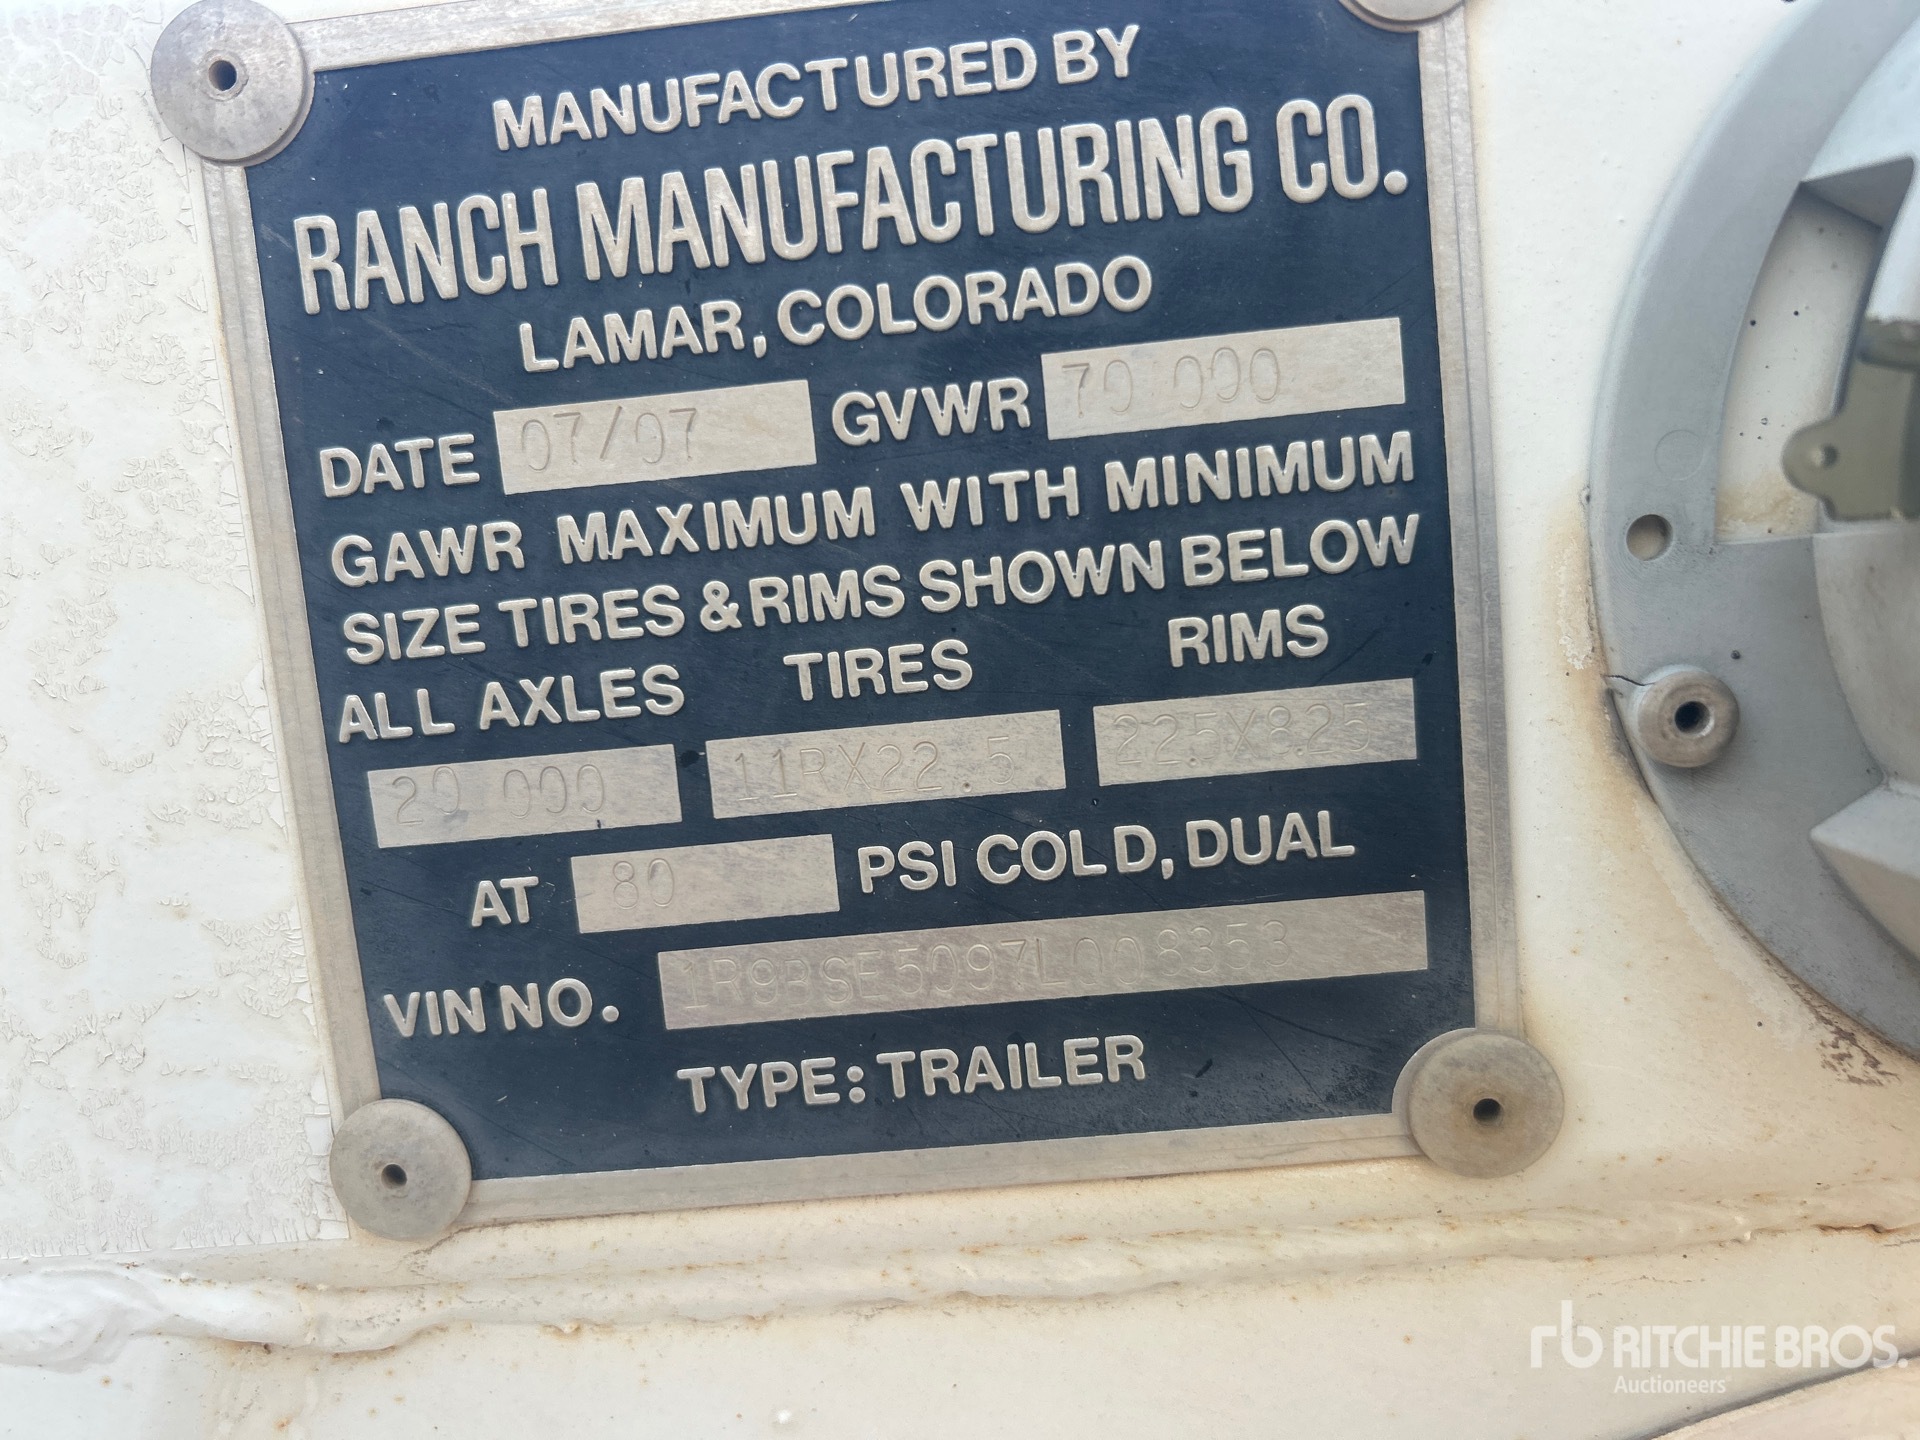 MANUFACTURED BY
RANCH MANUFACTURING CO.
LAMAR, COLORADO
DATE 07/07 GVWR 70 000
GAWR MAXIMUM WITH MINIMUM
SIZE TIRES & RIMS SHOWN BELOW
ALL AXLES TIRES RIMS
20 000 11RX22.5 22.5X8.25
AT 80 PSI COLD, DUAL
VIN NO. 1R9BSE5097L008353
TYPE: TRAILER
rb RITCHIE BROS.
Auctioneers